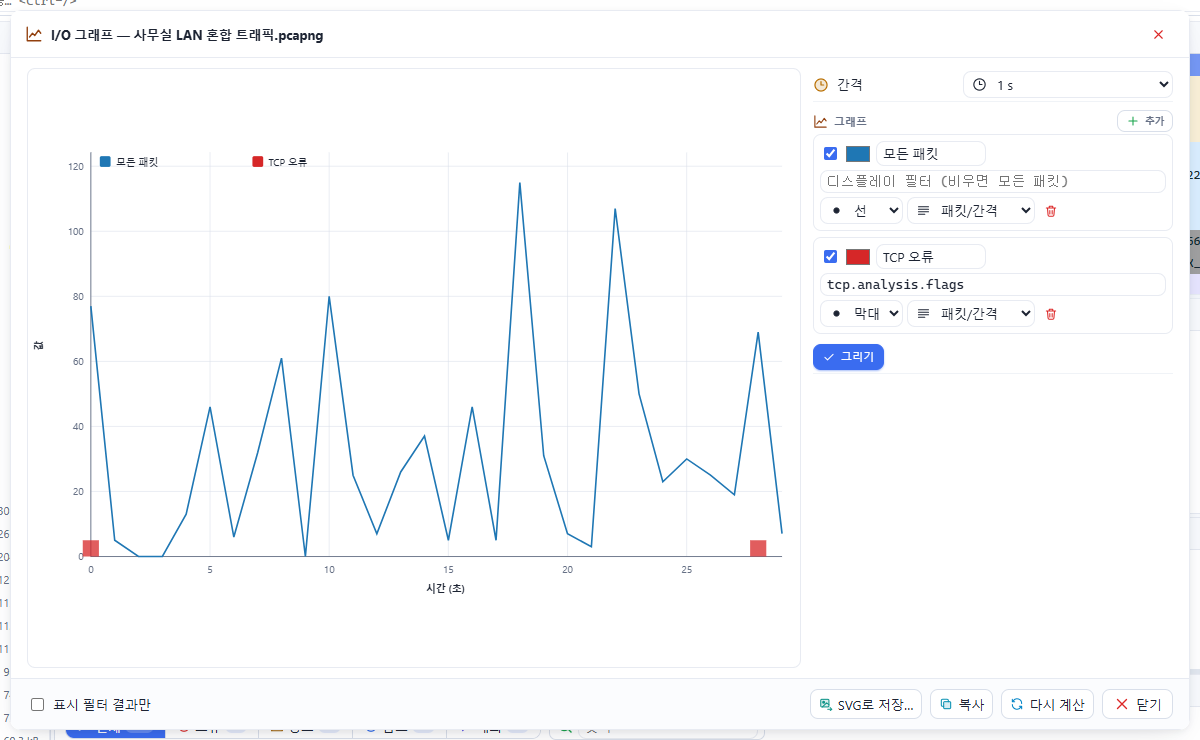 I/O 그래프 — 사무실 LAN 혼합 트래픽.pcapng
간격
1 s
그래프
추가
모든 패킷
디스플레이 필터 (비우면 모든 패킷)
선
패킷/간격
TCP 오류
tcp.analysis.flags
막대
패킷/간격
그리기
모든 패킷
TCP 오류
120
100
80
60
40
20
0
값
0 5 10 15 20 25
시간 (초)
표시 필터 결과만
SVG로 저장...
복사
다시 계산
닫기